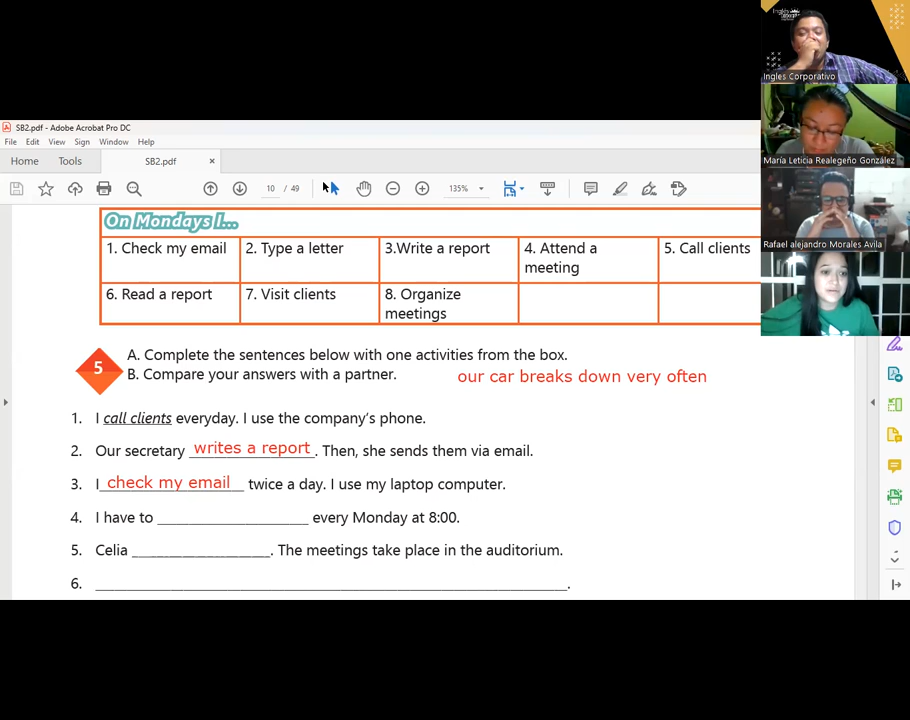 SB2.pdf - Adobe Acrobat Pro DC
File Edit View Sign Window Help
Home Tools SB2.pdf ×
10 / 49 135%
On Mondays I...
1. Check my email 2. Type a letter 3.Write a report 4. Attend a meeting 5. Call clients
6. Read a report 7. Visit clients 8. Organize meetings
5
A. Complete the sentences below with one activities from the box.
B. Compare your answers with a partner. our car breaks down very often
1. I call clients everyday. I use the company's phone.
2. Our secretary writes a report. Then, she sends them via email.
3. I check my email twice a day. I use my laptop computer.
4. I have to ____________________ every Monday at 8:00.
5. Celia ____________________. The meetings take place in the auditorium.
6. ____________________.
Ingles Corporativo
María Leticia Realegeño González
Rafael alejandro Morales Avila